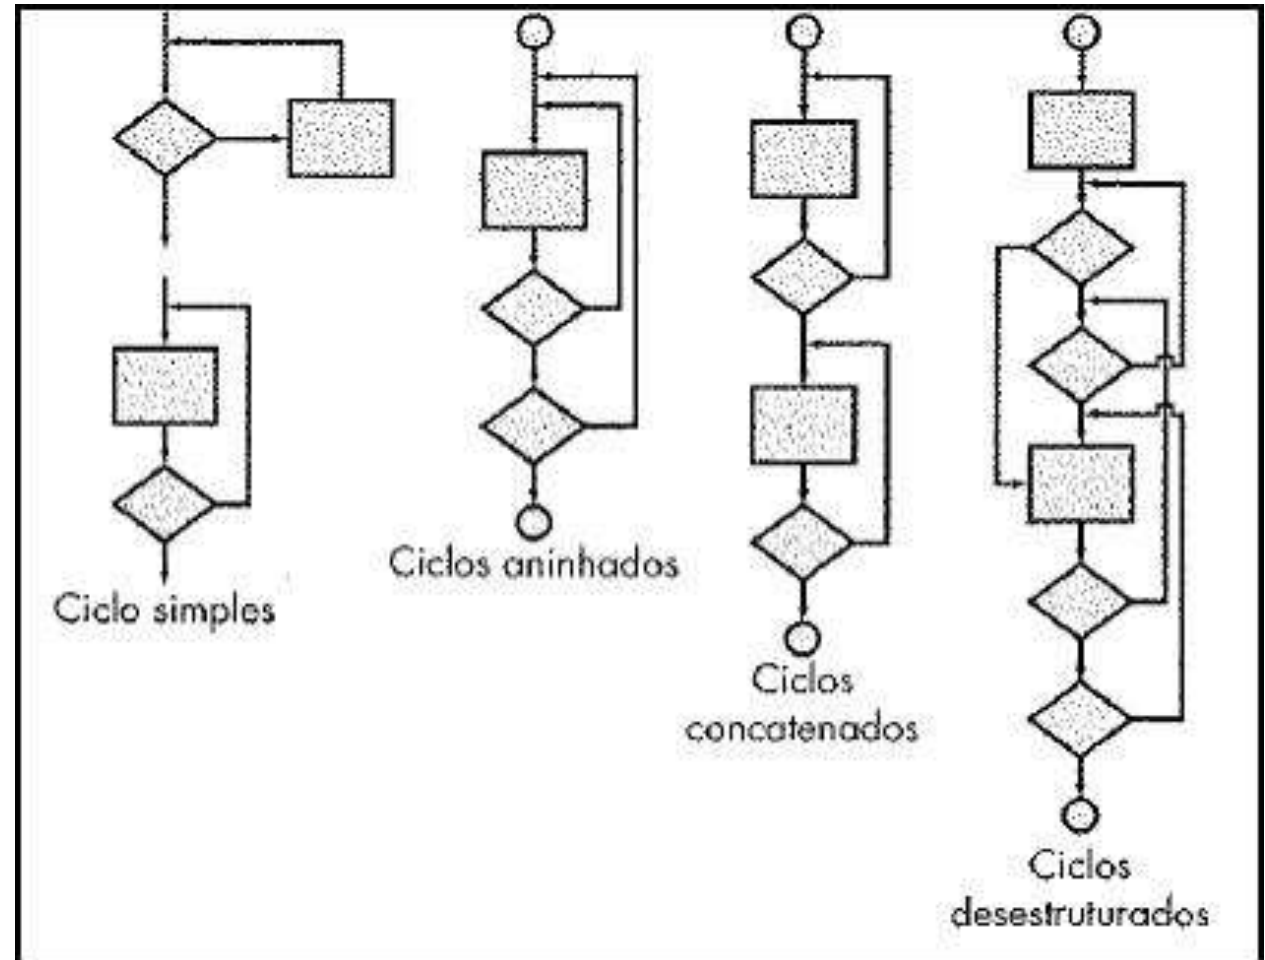 Ciclo simples
Ciclos aninhados
Ciclos
concatenados
Ciclos
desestruturados